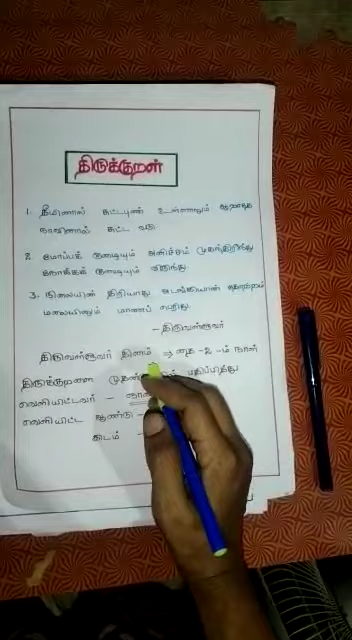 திருக்குறள்
1. தீயினால் சுட்டபுண் உள்ளாறும் ஆறாதே
நாவினால் சுட்ட வடு
2 மோப்பக் குழையும் அனிச்சம் முகந்திரிந்து
நோக்கக் குழையும் விருந்து
3. நிலையின் திரியாது அடங்கியான் தோற்றம்
மலையினும் மாணப் பெரிது.
- திருவள்ளுவர்
திருவள்ளுவர் தினம் => தை -2 -ம் நாள்
திருக்குறளை பதிப்பித்து
வெளியிட்டவர் -
வெளியிட்ட ஆண்டு -
இடம் -